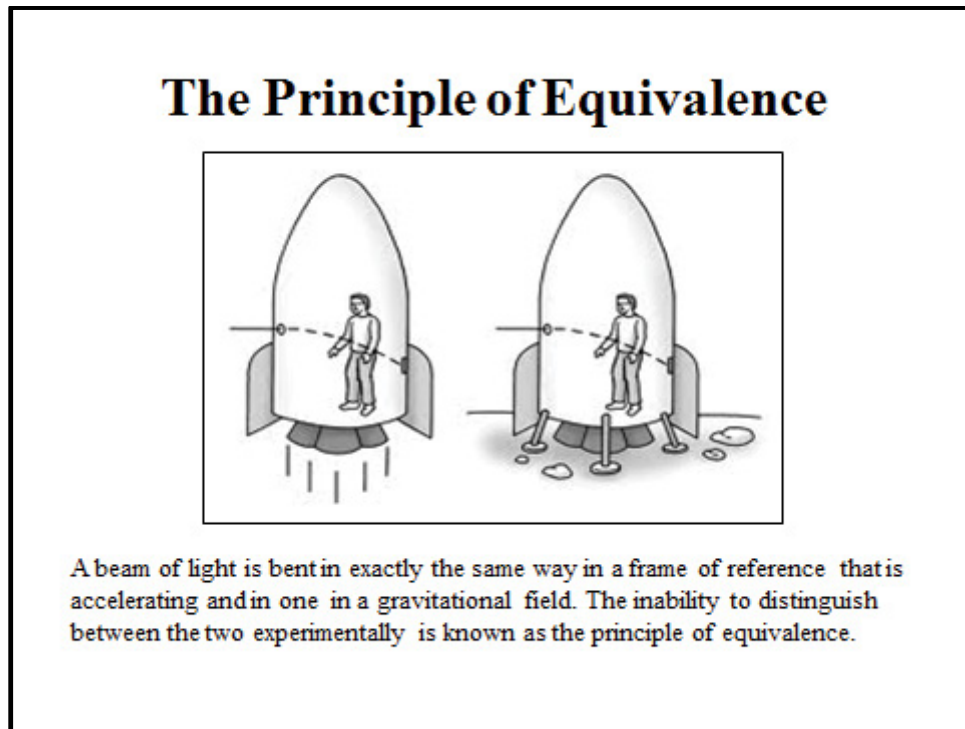 The Principle of Equivalence
A beam of light is bent in exactly the same way in a frame of reference that is
accelerating and in one in a gravitational field. The inability to distinguish
between the two experimentally is known as the principle of equivalence.